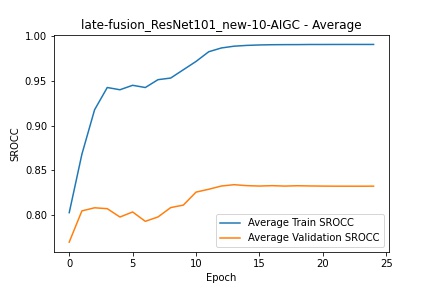 late-fusion_ResNet101_new-10-AIGC - Average
1.00
0.95
0.90
0.85
0.80
SROCC
0
5
10
15
20
25
Epoch
Average Train SROCC
Average Validation SROCC